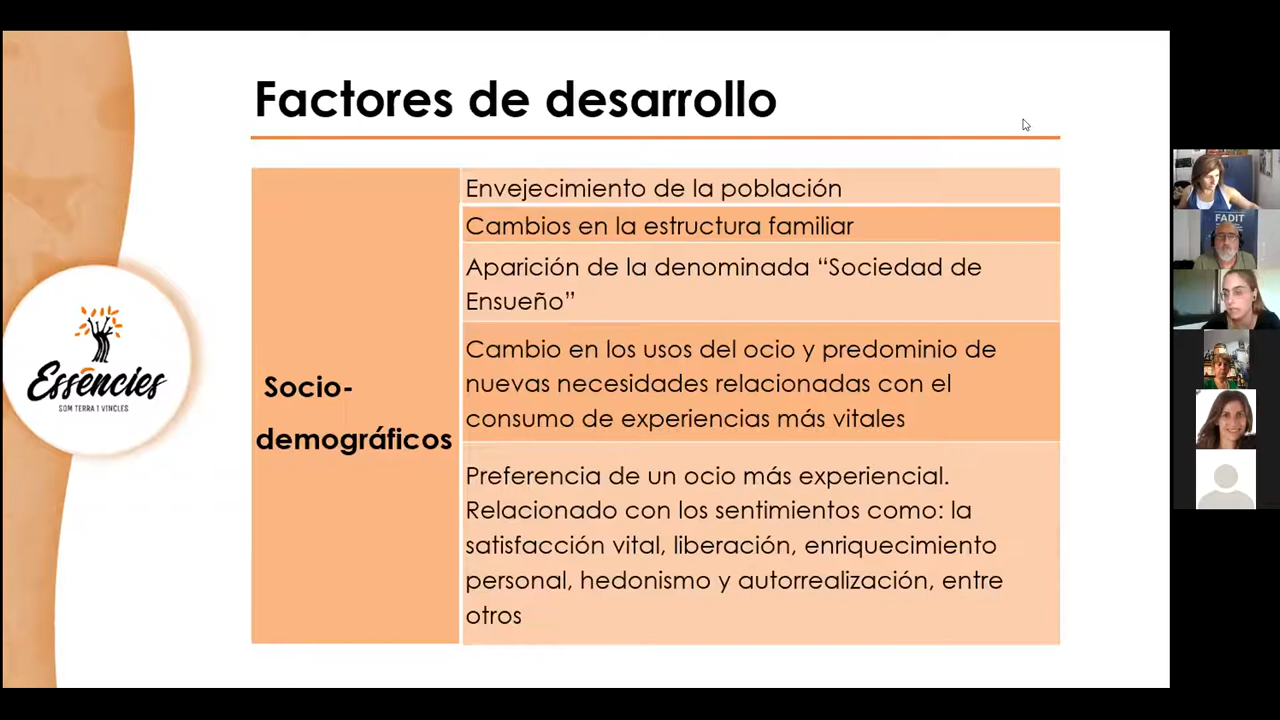 Factores de desarrollo
Socio-
demográficos
Envejecimiento de la población
Cambios en la estructura familiar
Aparición de la denominada “Sociedad de
Ensueño”
Cambio en los usos del ocio y predominio de
nuevas necesidades relacionadas con el
consumo de experiencias más vitales
Preferencia de un ocio más experiencial.
Relacionado con los sentimientos como: la
satisfacción vital, liberación, enriquecimiento
personal, hedonismo y autorrealización, entre
otros
Essències
SOM TERRA I VINCLES
FADIT